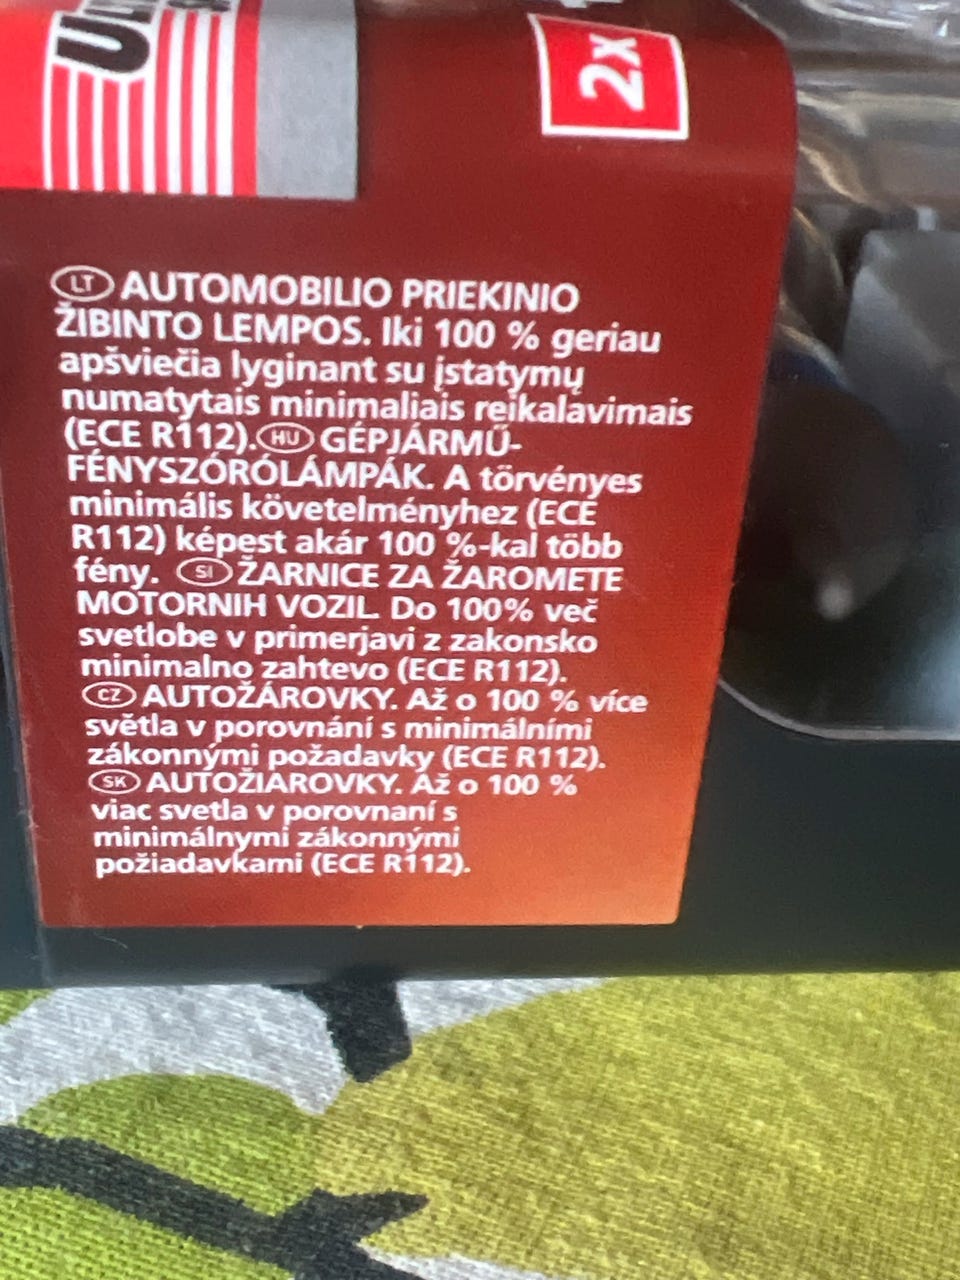 2x
LT AUTOMOBILIO PRIEKINIO
ŽIBINTO LEMPOS. Iki 100 % geriau
apšviečia lyginant su įstatymų
numatytais minimaliais reikalavimais
(ECE R112). HU GÉPJÁRMŰ-
FÉNYSZÓRÓLÁMPÁK. A törvényes
minimális követelményhez (ECE
R112) képest akár 100 %-kal több
fény. SI ŽARNICE ZA ŽAROMETE
MOTORNIH VOZIL. Do 100% več
svetlobe v primerjavi z zakonsko
minimalno zahtevo (ECE R112).
CZ AUTOŽÁROVKY. Až o 100 % více
světla v porovnání s minimálními
zákonnými požadavky (ECE R112).
SK AUTOŽIAROVKY. Až o 100 %
viac svetla v porovnaní s
minimálnymi zákonnými
požiadavkami (ECE R112).